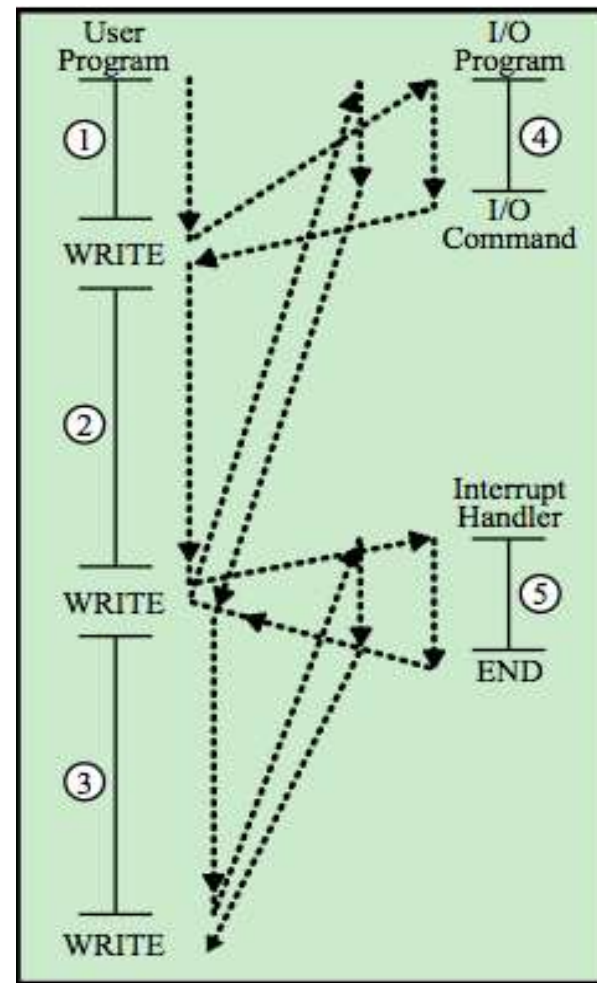 User
Program
I/O
Program
1
4
I/O
Command
WRITE
2
Interrupt
Handler
WRITE
5
END
3
WRITE